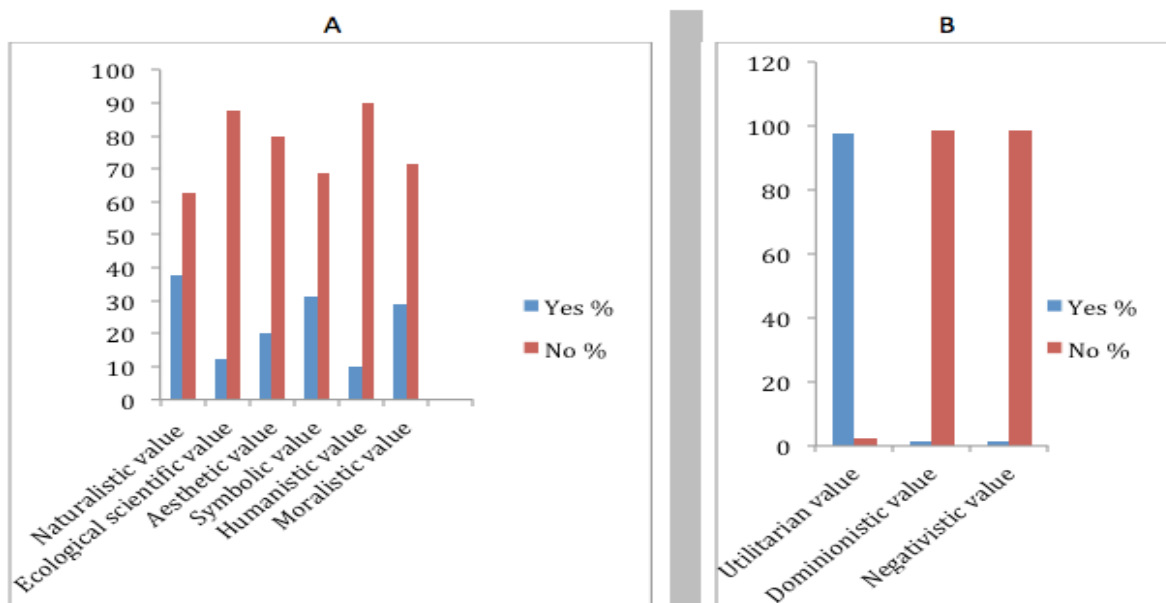 A
100
90
80
70
60
50
40
30
20
10
0
Naturalistic value
Ecological scientific value
Aesthetic value
Symbolic value
Humanistic value
Moralistic value
Yes %
No %
B
120
100
80
60
40
20
0
Utilitarian value
Dominionistic value
Negativistic value
Yes %
No %